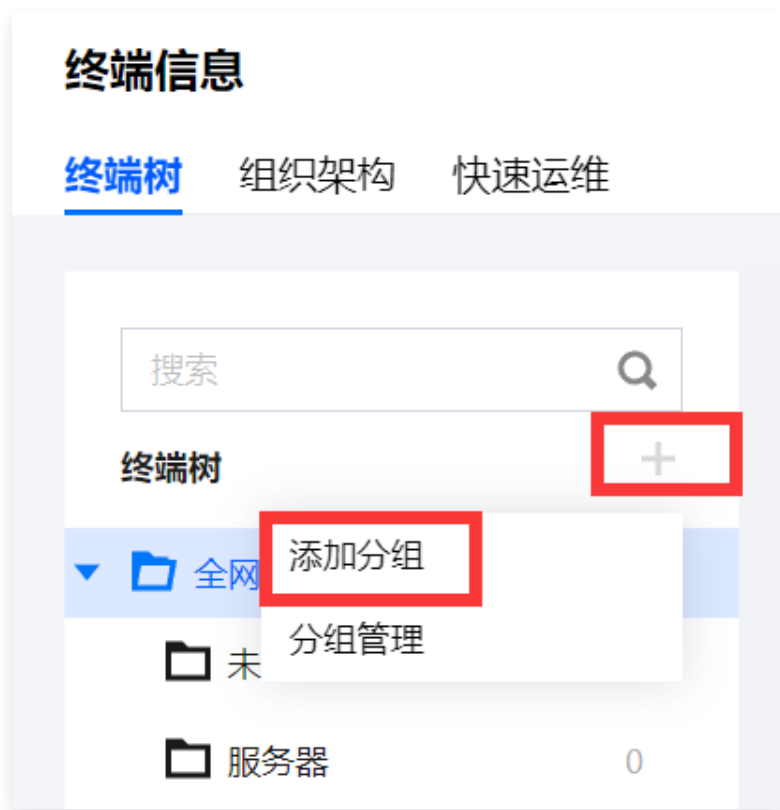 终端信息
终端树 组织架构 快速运维
搜索
终端树
添加分组
全网
分组管理
未
服务器 0